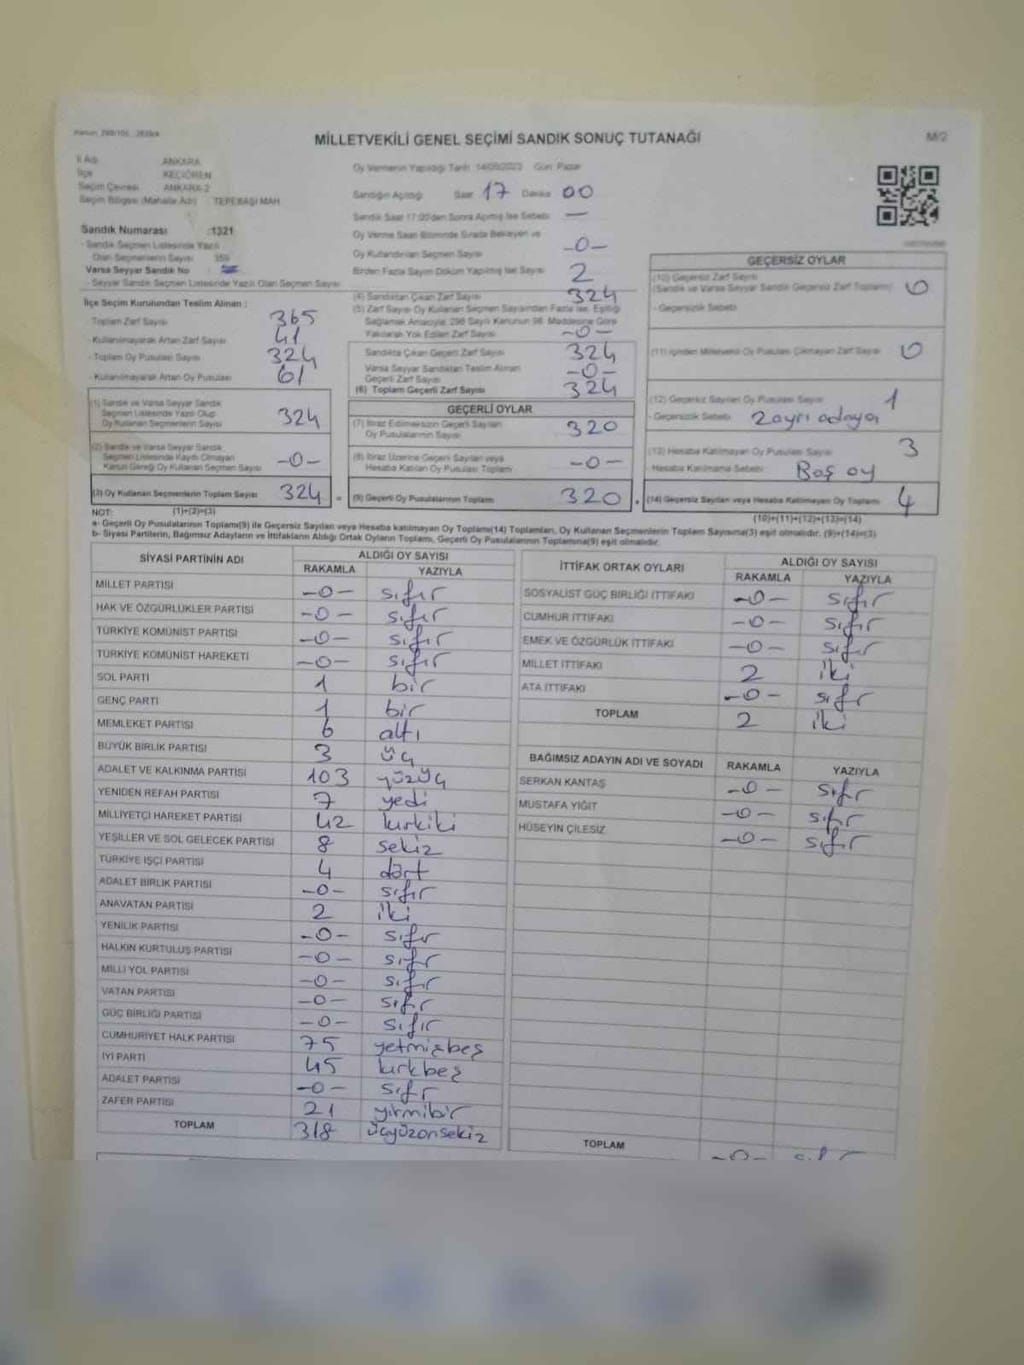 MİLLETVEKİLİ GENEL SEÇİMİ SANDIK SONUÇ TUTANAĞI
M/2
İl Adı ANKARA
İlçe KEÇİÖREN
Seçim Çevresi ANKARA-2
Seçim Bölgesi (Mahalle Adı) TEPEBAŞI MAH
Sandık Numarası :1321
- Sandık Seçmen Listesinde Yazılı
Olan Seçmenlerin Sayısı 359
Varsa Seyyar Sandık No
- Seyyar Sandık Seçmen Listesinde Yazılı Olan Seçmen Sayısı
İlçe Seçim Kurulundan Teslim Alınan :
- Toplam Zarf Sayısı 365
- Kullanılmayarak Artan Zarf Sayısı 41
- Toplam Oy Pusulası Sayısı 324
- Kullanılmayarak Artan Oy Pusulası 61
Oy Vermenin Yapıldığı Tarih: 14/05/2023 Gün: Pazar
Sandığın Açıldığı Saat 17 Dakika 00
Sandık Saat 17:00'den Sonra Açılmış İse Sebebi —
Oy Verme Saati Bitiminde Sırada Bekleyen ve
Oy Kullandırılan Seçmen Sayısı -0-
Birden Fazla Sayım Döküm Yapılmış İse Sayısı 2
(4) Sandıktan Çıkan Zarf Sayısı 324
(5) Zarf Sayısı Oy Kullanan Seçmen Sayısından Fazla İse, Eşitliği
Sağlamak Amacıyla, 298 Sayılı Kanunun 98. Maddesine Göre
Yakılarak Yok Edilen Zarf Sayısı -0-
Sandıkta Çıkan Geçerli Zarf Sayısı 324
Varsa Seyyar Sandıktan Teslim Alınan
Geçerli Zarf Sayısı -0-
(6) Toplam Geçerli Zarf Sayısı 324
GEÇERSİZ OYLAR
(10) Geçersiz Zarf Sayısı
(Sandık ve Varsa Seyyar Sandık Geçersiz Zarf Toplamı) 0
- Geçersizlik Sebebi
(11) İçinden Milletvekili Oy Pusulası Çıkmayan Zarf Sayısı 0
(12) Geçersiz Sayılan Oy Pusulası Sayısı 1
- Geçersizlik Sebebi 2 ayrı adaya
(13) Hesaba Katılmayan Oy Pusulası Sayısı 3
Hesaba Katılmama Sebebi Boş oy
(14) Geçersiz Sayılan veya Hesaba Katılmayan Oy Toplamı 4
(10)+(11)+(12)+(13)=(14)
(1) Sandık ve Varsa Seyyar Sandık
Seçmen Listesinde Yazılı Olup
Oy Kullanan Seçmenlerin Sayısı 324
(2) Sandık ve Varsa Seyyar Sandık
Seçmen Listesinde Kayıtlı Olmayan
Kanun Gereği Oy Kullanan Seçmen Sayısı -0-
(3) Oy Kullanan Seçmenlerin Toplam Sayısı 324
(1)+(2)=(3)
GEÇERLİ OYLAR
(7) İtiraz Edilmeksizin Geçerli Sayılan
Oy Pusulalarının Sayısı 320
(8) İtiraz Üzerine Geçerli Sayılan veya
Hesaba Katılan Oy Pusulası Toplamı -0-
(9) Geçerli Oy Pusulalarının Toplamı 320
NOT:
a- Geçerli Oy Pusulalarının Toplamı(9) ile Geçersiz Sayılan veya Hesaba katılmayan Oy Toplamı(14) Toplamları, Oy Kullanan Seçmenlerin Toplam Sayısına(3) eşit olmalıdır. (9)+(14)=(3)
b- Siyasi Partilerin, Bağımsız Adayların ve İttifakların Aldığı Ortak Oyların Toplamı, Geçerli Oy Pusulalarının Toplamına(9) eşit olmalıdır.
SİYASİ PARTİNİN ADI ALDIĞI OY SAYISI
RAKAMLA YAZIYLA
MİLLET PARTİSİ -0- sıfır
HAK VE ÖZGÜRLÜKLER PARTİSİ -0- sıfır
TÜRKİYE KOMÜNİST PARTİSİ -0- sıfır
TÜRKİYE KOMÜNİST HAREKETİ -0- sıfır
SOL PARTİ 1 bir
GENÇ PARTİ 1 bir
MEMLEKET PARTİSİ 6 altı
BÜYÜK BİRLİK PARTİSİ 3 üç
ADALET VE KALKINMA PARTİSİ 103 yüzüç
YENİDEN REFAH PARTİSİ 7 yedi
MİLLİYETÇİ HAREKET PARTİSİ 42 kırkiki
YEŞİLLER VE SOL GELECEK PARTİSİ 8 sekiz
TÜRKİYE İŞÇİ PARTİSİ 4 dört
ADALET BİRLİK PARTİSİ -0- sıfır
ANAVATAN PARTİSİ 2 iki
YENİLİK PARTİSİ -0- sıfır
HALKIN KURTULUŞ PARTİSİ -0- sıfır
MİLLİ YOL PARTİSİ -0- sıfır
VATAN PARTİSİ -0- sıfır
GÜÇ BİRLİĞİ PARTİSİ -0- sıfır
CUMHURİYET HALK PARTİSİ 75 yetmişbeş
İYİ PARTİ 45 kırkbeş
ADALET PARTİSİ -0- sıfır
ZAFER PARTİSİ 21 yirmibir
TOPLAM 318 üçyüzonsekiz
İTTİFAK ORTAK OYLARI ALDIĞI OY SAYISI
RAKAMLA YAZIYLA
SOSYALİST GÜÇ BİRLİĞİ İTTİFAKI -0- sıfır
CUMHUR İTTİFAKI -0- sıfır
EMEK VE ÖZGÜRLÜK İTTİFAKI -0- sıfır
MİLLET İTTİFAKI 2 iki
ATA İTTİFAKI -0- sıfır
TOPLAM 2 iki
BAĞIMSIZ ADAYIN ADI VE SOYADI RAKAMLA YAZIYLA
SERKAN KANTAŞ -0- sıfır
MUSTAFA YİĞİT -0- sıfır
HÜSEYİN ÇİLESİZ -0- sıfır
TOPLAM -0- sıfır